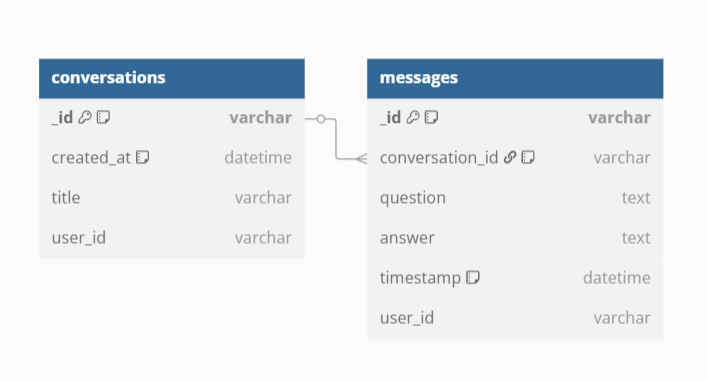 conversations
_id varchar
created_at datetime
title varchar
user_id varchar
messages
_id varchar
conversation_id varchar
question text
answer text
timestamp datetime
user_id varchar